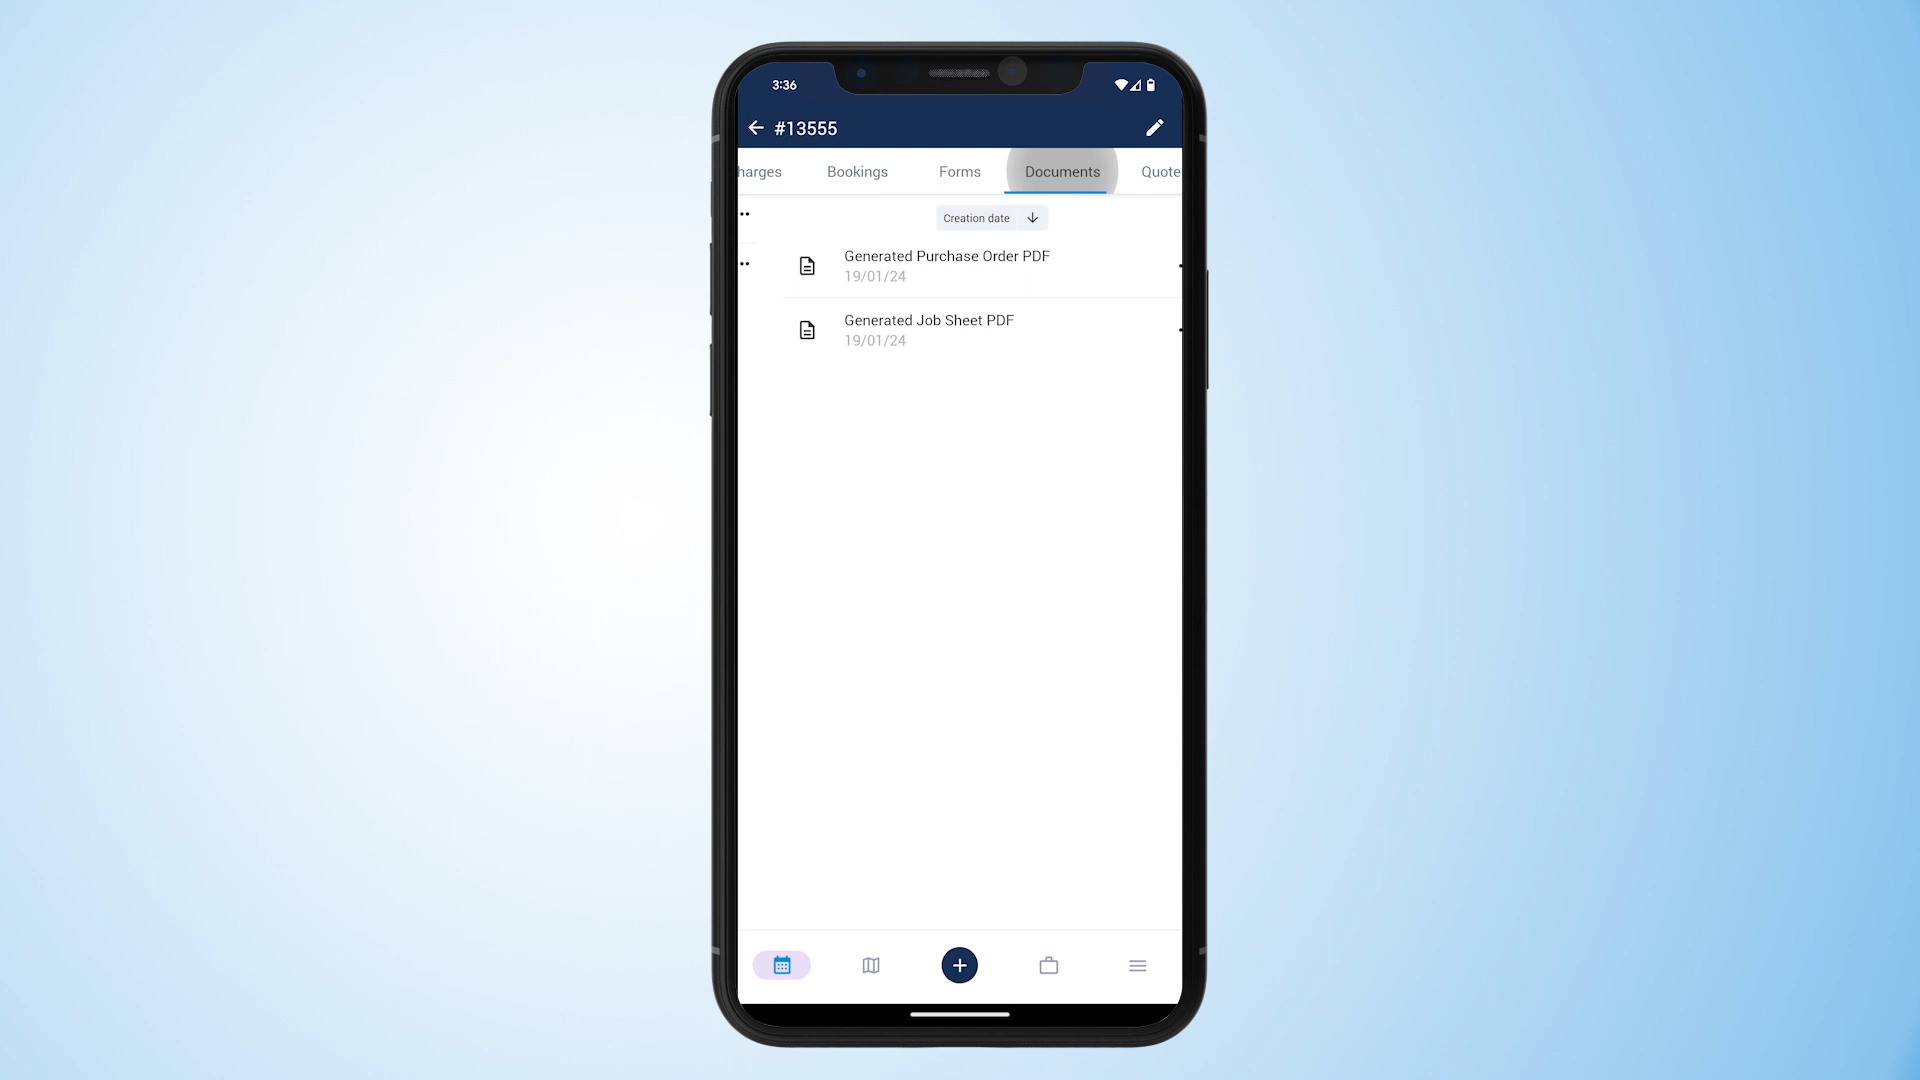 3:36
#13555
harges Bookings Forms Documents Quote
Creation date
Generated Purchase Order PDF
19/01/24
Generated Job Sheet PDF
19/01/24